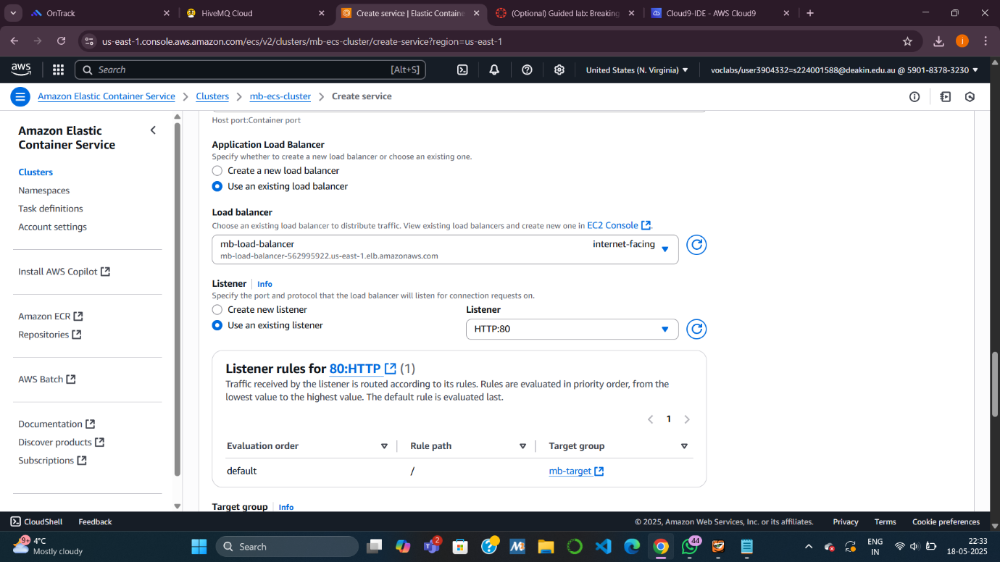 OnTrack
HiveMQ Cloud
Create service | Elastic Containe
(Optional) Guided lab: Breaking
Cloud9-IDE - AWS Cloud9
us-east-1.console.aws.amazon.com/ecs/v2/clusters/mb-ecs-cluster/create-service?region=us-east-1
j
aws
Search
[Alt+S]
United States (N. Virginia)
voclabs/user3904332=s224001588@deakin.edu.au @ 5901-8378-3230
Amazon Elastic Container Service
Clusters
mb-ecs-cluster
Create service
Amazon Elastic
Container Service
Clusters
Namespaces
Task definitions
Account settings
Install AWS Copilot
Amazon ECR
Repositories
AWS Batch
Documentation
Discover products
Subscriptions
Host port:Container port
Application Load Balancer
Specify whether to create a new load balancer or choose an existing one.
Create a new load balancer
Use an existing load balancer
Load balancer
Choose an existing load balancer to distribute traffic. View existing load balancers and create new one in EC2 Console.
mb-load-balancer
internet-facing
mb-load-balancer-562995922.us-east-1.elb.amazonaws.com
Listener Info
Specify the port and protocol that the load balancer will listen for connection requests on.
Create new listener
Use an existing listener
Listener
HTTP:80
Listener rules for 80:HTTP (1)
Traffic received by the listener is routed according to its rules. Rules are evaluated in priority order, from the
lowest value to the highest value. The default rule is evaluated last.
1
Evaluation order Rule path Target group
default / mb-target
Target group Info
CloudShell Feedback
© 2025, Amazon Web Services, Inc. or its affiliates. Privacy Terms Cookie preferences
9+
4°C
Mostly cloudy
Search
2
44
ENG
IN
22:33
18-05-2025